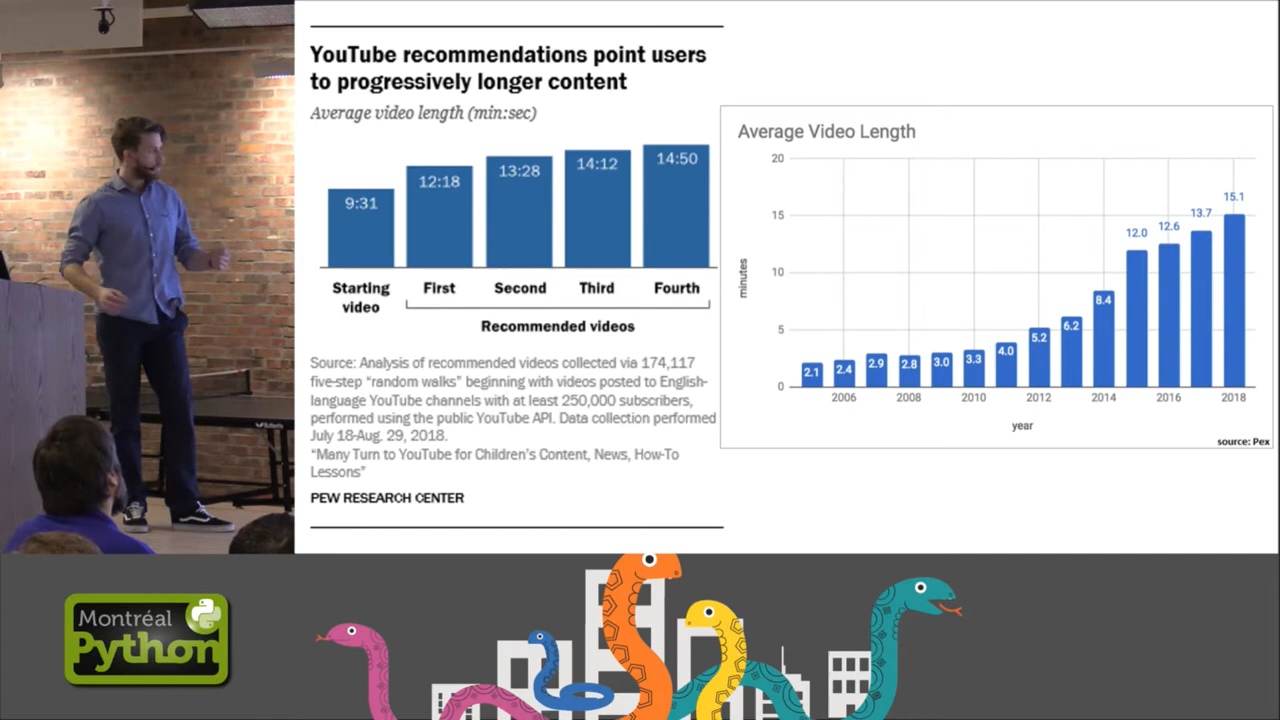 YouTube recommendations point users
to progressively longer content
Average video length (min:sec)
9:31
12:18
13:28
14:12
14:50
Starting
video
First
Second
Third
Fourth
Recommended videos
Source: Analysis of recommended videos collected via 174,117
five-step “random walks” beginning with videos posted to English-
language YouTube channels with at least 250,000 subscribers,
performed using the public YouTube API. Data collection performed
July 18-Aug. 29, 2018.
“Many Turn to YouTube for Children’s Content, News, How-To
Lessons”
PEW RESEARCH CENTER
Average Video Length
20
15
10
5
0
minutes
2.1
2.4
2.9
2.8
3.0
3.3
4.0
5.2
6.2
8.4
12.0
12.6
13.7
15.1
2006
2008
2010
2012
2014
2016
2018
year
source: Pex
Montréal
Python